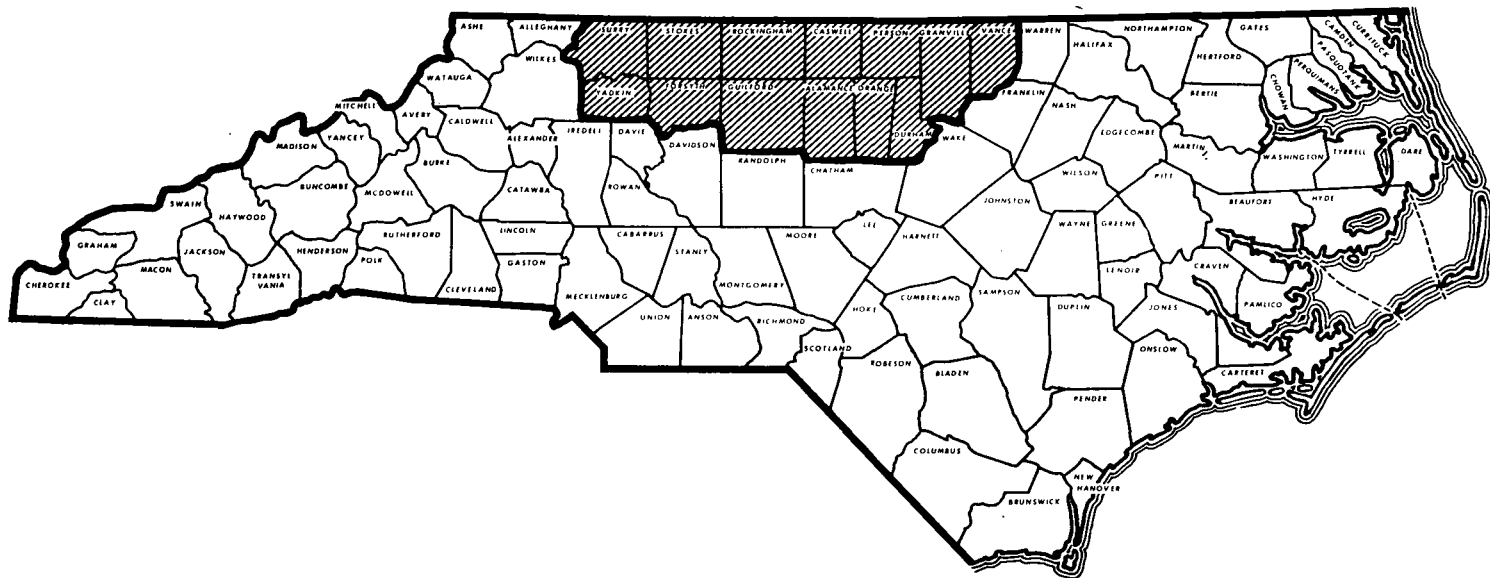 ASHE
ALLEGHANY
SURRY
STOKES
ROCKINGHAM
CASWELL
PERSON
GRANVILLE
VANCE
WARREN
NORTHAMPTON
GATES
CAMDEN
CURRITUCK
HALIFAX
PASQUOTANK
WILKES
HERTFORD
PERQUIMANS
WATAUGA
CHOWAN
YADKIN
FORSYTH
GUILFORD
ALAMANCE
ORANGE
FRANKLIN
BERTIE
MITCHELL
AVERY
CALDWELL
NASH
YANCEY
ALEXANDER
IREDELL
DAVIE
DURHAM
WAKE
EDGECOMBE
MADISON
DAVIDSON
MARTIN
TYRRELL
DARE
BURKE
RANDOLPH
CHATHAM
WASHINGTON
WILSON
PITT
BUNCOMBE
MCDOWELL
CATAWBA
ROWAN
SWAIN
HAYWOOD
JOHNSTON
BEAUFORT
HYDE
GRAHAM
JACKSON
HENDERSON
RUTHERFORD
LINCOLN
CABARRUS
MOORE
LEE
HARNETT
WAYNE
GREENE
MACON
POLK
STANLY
CHEROKEE
TRANSYL
VANIA
GASTON
LENOIR
CRAVEN
CLAY
CLEVELAND
MECKLENBURG
MONTGOMERY
CUMBERLAND
SAMPSON
PAMLICO
UNION
ANSON
RICHMOND
HOKE
DUPLIN
JONES
SCOTLAND
ONSLOW
ROBESON
BLADEN
CARTERET
PENDER
COLUMBUS
NEW
HANOVER
BRUNSWICK